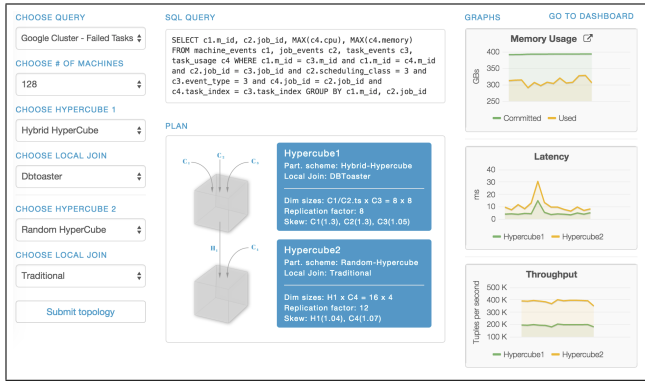 CHOOSE QUERY
Google Cluster - Failed Tasks
CHOOSE # OF MACHINES
128
CHOOSE HYPERCUBE 1
Hybrid HyperCube
CHOOSE LOCAL JOIN
Dbtoaster
CHOOSE HYPERCUBE 2
Random HyperCube
CHOOSE LOCAL JOIN
Traditional
Submit topology
SQL QUERY
SELECT c1.m_id, c2.job_id, MAX(c4.cpu), MAX(c4.memory)
FROM machine_events c1, job_events c2, task_events c3,
task_usage c4 WHERE c1.m_id = c3.m_id and c1.m_id = c4.m_id
and c2.job_id = c3.job_id and c2.scheduling_class = 3 and
c3.event_type = 3 and c4.job_id = c2.job_id and
c4.task_index = c3.task_index GROUP BY c1.m_id, c2.job_id
PLAN
Hypercube1
Part. scheme: Hybrid-Hypercube
Local Join: DBToaster
Dim sizes: C1/C2.ts x C3 = 8 x 8
Replication factor: 8
Skew: C1(1.3), C2(1.3), C3(1.05)
Hypercube2
Part. scheme: Random-Hypercube
Local Join: Traditional
Dim sizes: H1 x C4 = 16 x 4
Replication factor: 12
Skew: H1(1.04), C4(1.07)
GRAPHS
GO TO DASHBOARD
Memory Usage
GBs
400
350
300
250
Committed Used
Latency
ms
40
30
20
10
0
Hypercube1 Hypercube2
Throughput
Tuples per second
500 K
400 K
300 K
200 K
100 K
Hypercube1 Hypercube2